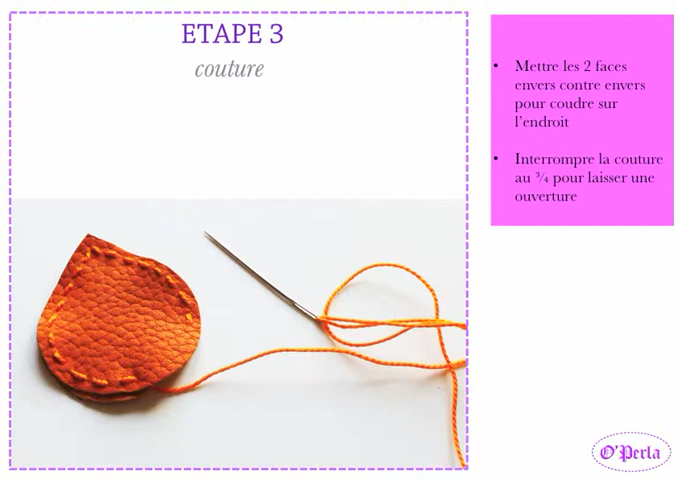 ETAPE 3
couture
• Mettre les 2 faces
envers contre envers
pour coudre sur
l'endroit
• Interrompre la couture
au ¾ pour laisser une
ouverture
O'Perla